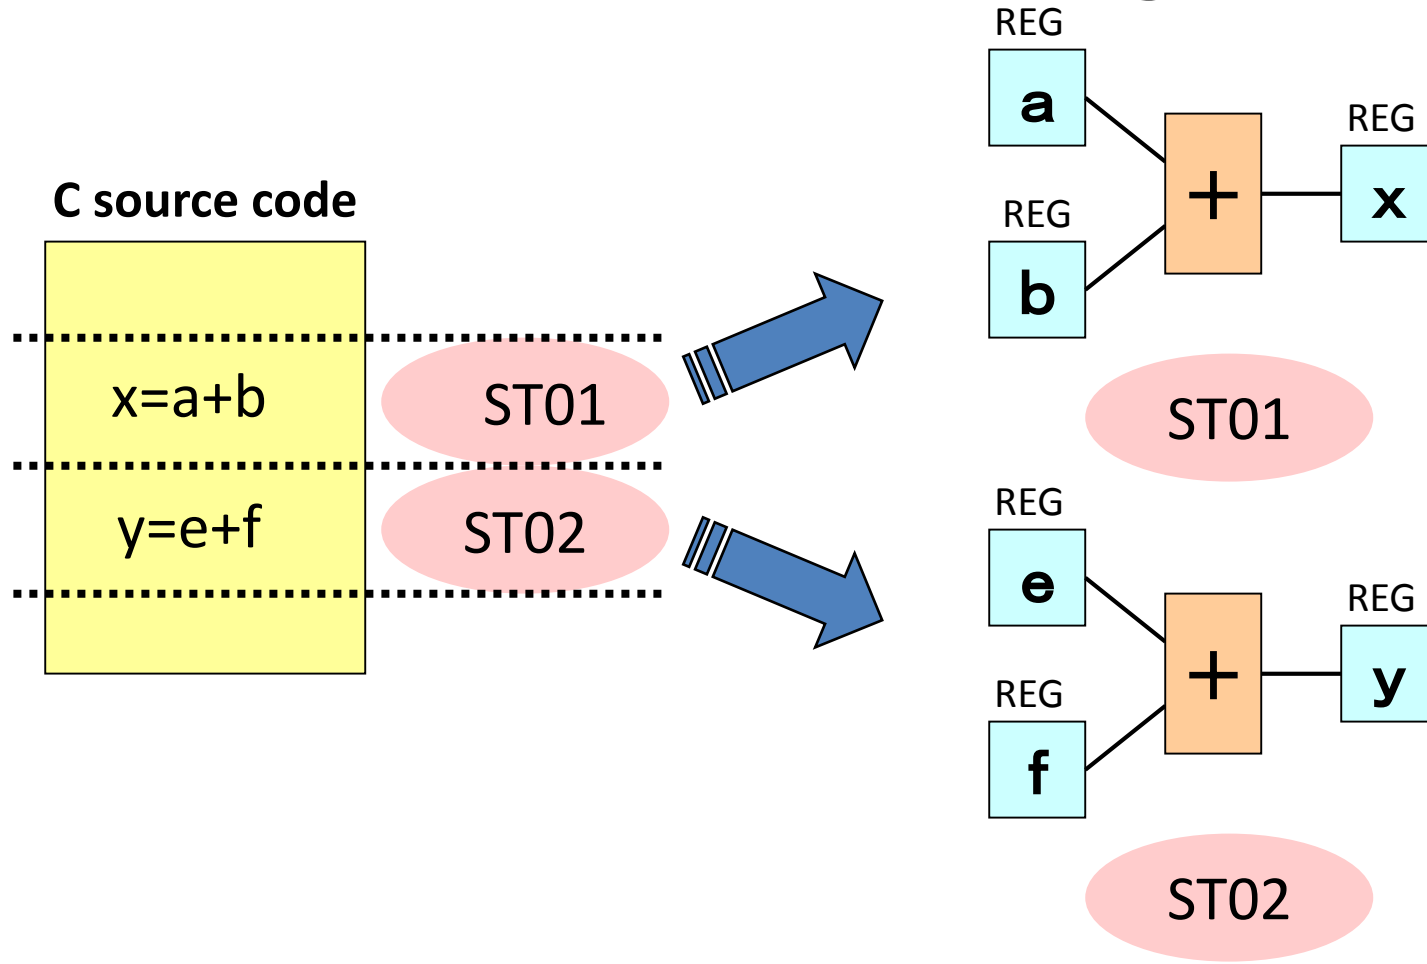 C source code
x=a+b
ST01
y=e+f
ST02
REG
a
REG
b
+
REG
x
ST01
REG
e
REG
f
+
REG
y
ST02